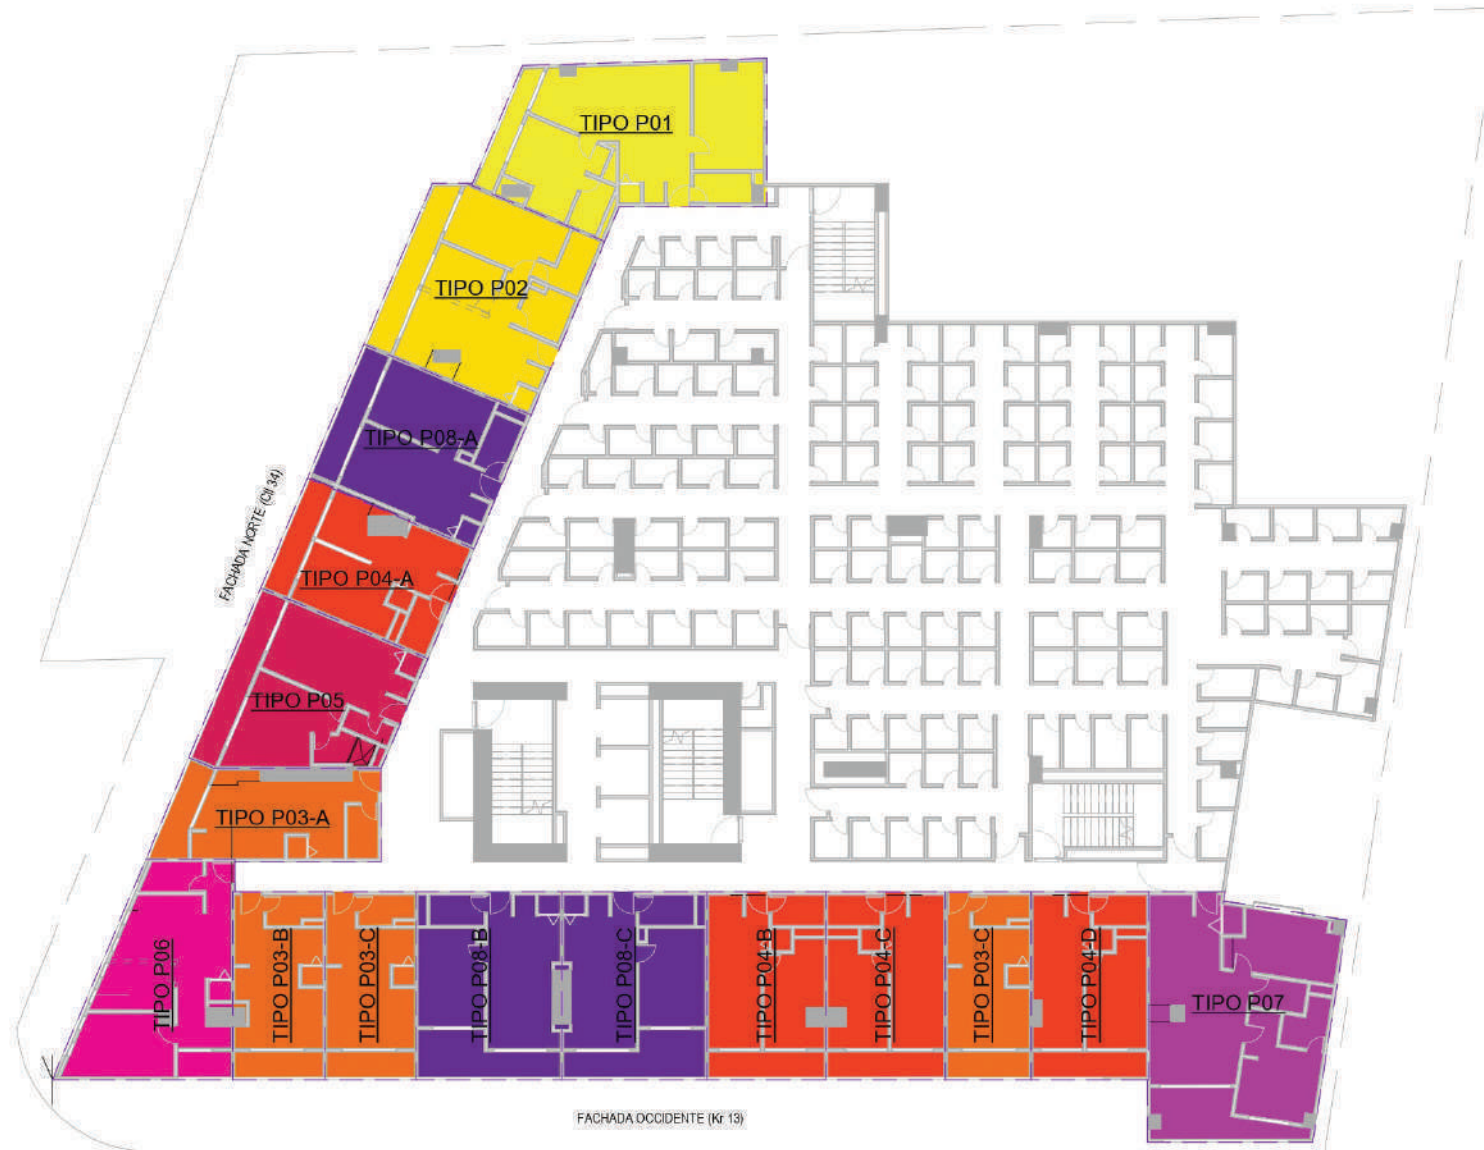 TIPO P01
TIPO P02
TIPO P08-A
FACHADA NORTE (Cll 34)
TIPO P04-A
TIPO P05
TIPO P03-A
TIPO P06
TIPO P03-B
TIPO P03-C
TIPO P08-B
TIPO P08-C
TIPO P04-B
TIPO P04-C
TIPO P03-C
TIPO P04-D
TIPO P07
FACHADA OCCIDENTE (Kr 13)